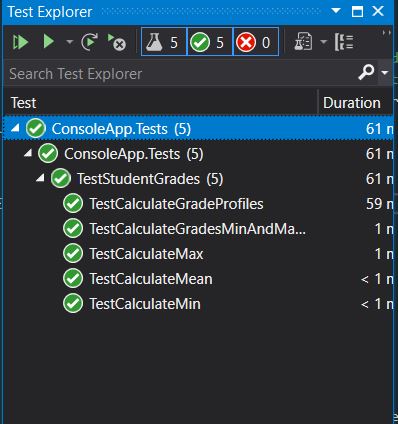 Test Explorer
5 5 0
Search Test Explorer
Test Duration
ConsoleApp.Tests (5) 61 m
ConsoleApp.Tests (5) 61 m
TestStudentGrades (5) 61 m
TestCalculateGradeProfiles 59 m
TestCalculateGradesMinAndMa... 1 m
TestCalculateMax 1 m
TestCalculateMean < 1 m
TestCalculateMin < 1 m